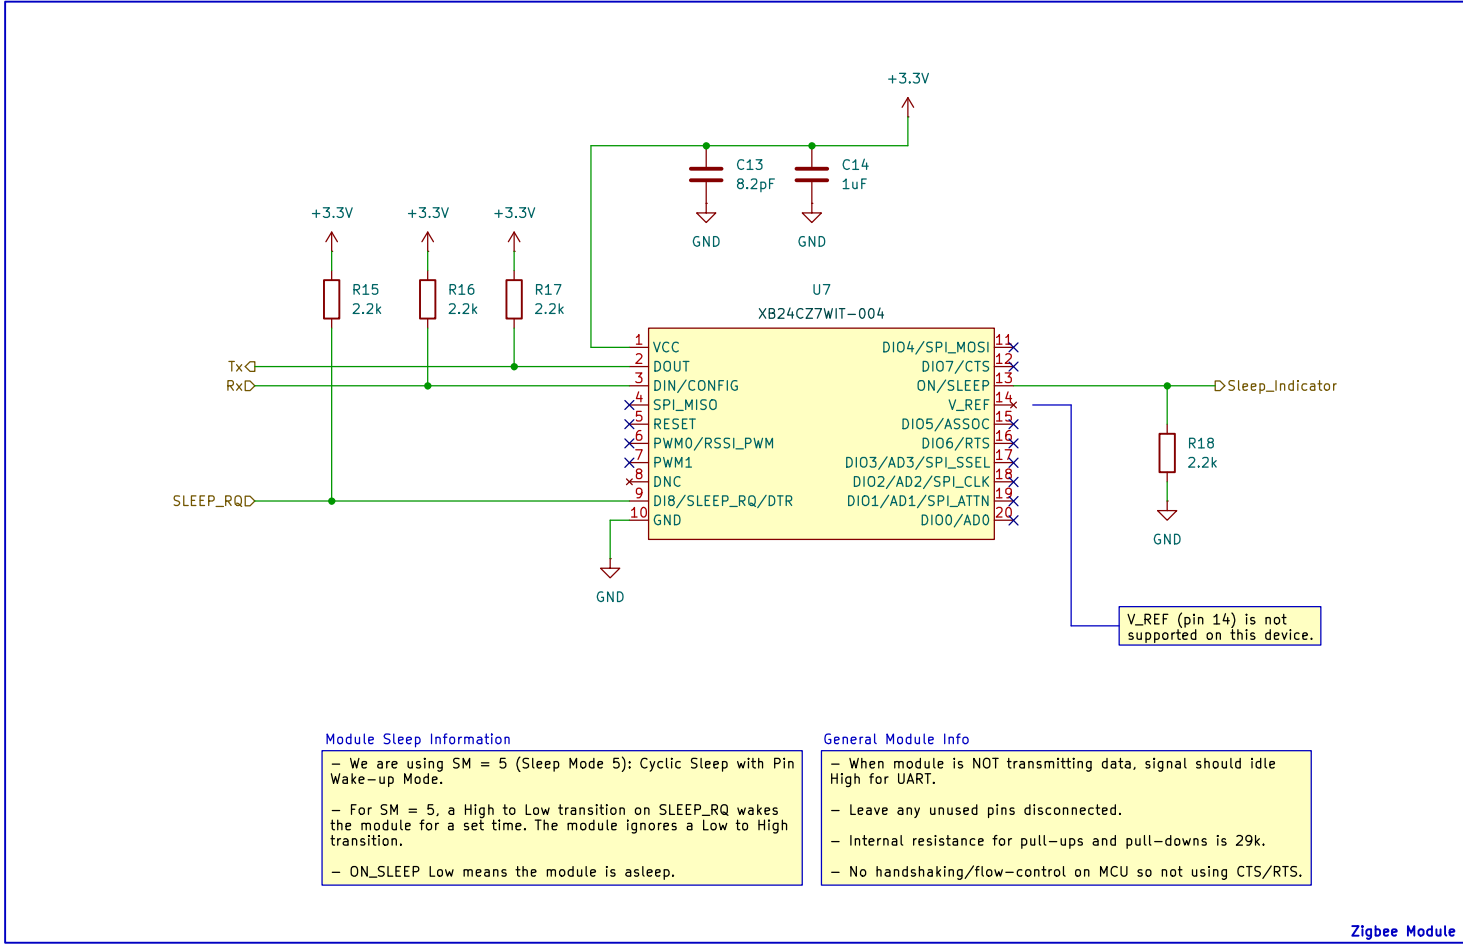 +3.3V
C13
8.2pF
C14
1uF
GND
GND
+3.3V
+3.3V
+3.3V
R15
2.2k
R16
2.2k
R17
2.2k
U7
XB24CZ7WIT-004
1 VCC
2 DOUT
3 DIN/CONFIG
4 SPI_MISO
5 RESET
6 PWM0/RSSI_PWM
7 PWM1
8 DNC
9 DI8/SLEEP_RQ/DTR
10 GND
DIO4/SPI_MOSI 11
DIO7/CTS 12
ON/SLEEP 13
V_REF 14
DIO5/ASSOC 15
DIO6/RTS 16
DIO3/AD3/SPI_SSEL 17
DIO2/AD2/SPI_CLK 18
DIO1/AD1/SPI_ATTN 19
DIO0/AD0 20
Tx
Rx
SLEEP_RQ
GND
Sleep_Indicator
R18
2.2k
GND
V_REF (pin 14) is not
supported on this device.
Module Sleep Information
- We are using SM = 5 (Sleep Mode 5): Cyclic Sleep with Pin
Wake-up Mode.
- For SM = 5, a High to Low transition on SLEEP_RQ wakes
the module for a set time. The module ignores a Low to High
transition.
- ON_SLEEP Low means the module is asleep.
General Module Info
- When module is NOT transmitting data, signal should idle
High for UART.
- Leave any unused pins disconnected.
- Internal resistance for pull-ups and pull-downs is 29k.
- No handshaking/flow-control on MCU so not using CTS/RTS.
Zigbee Module